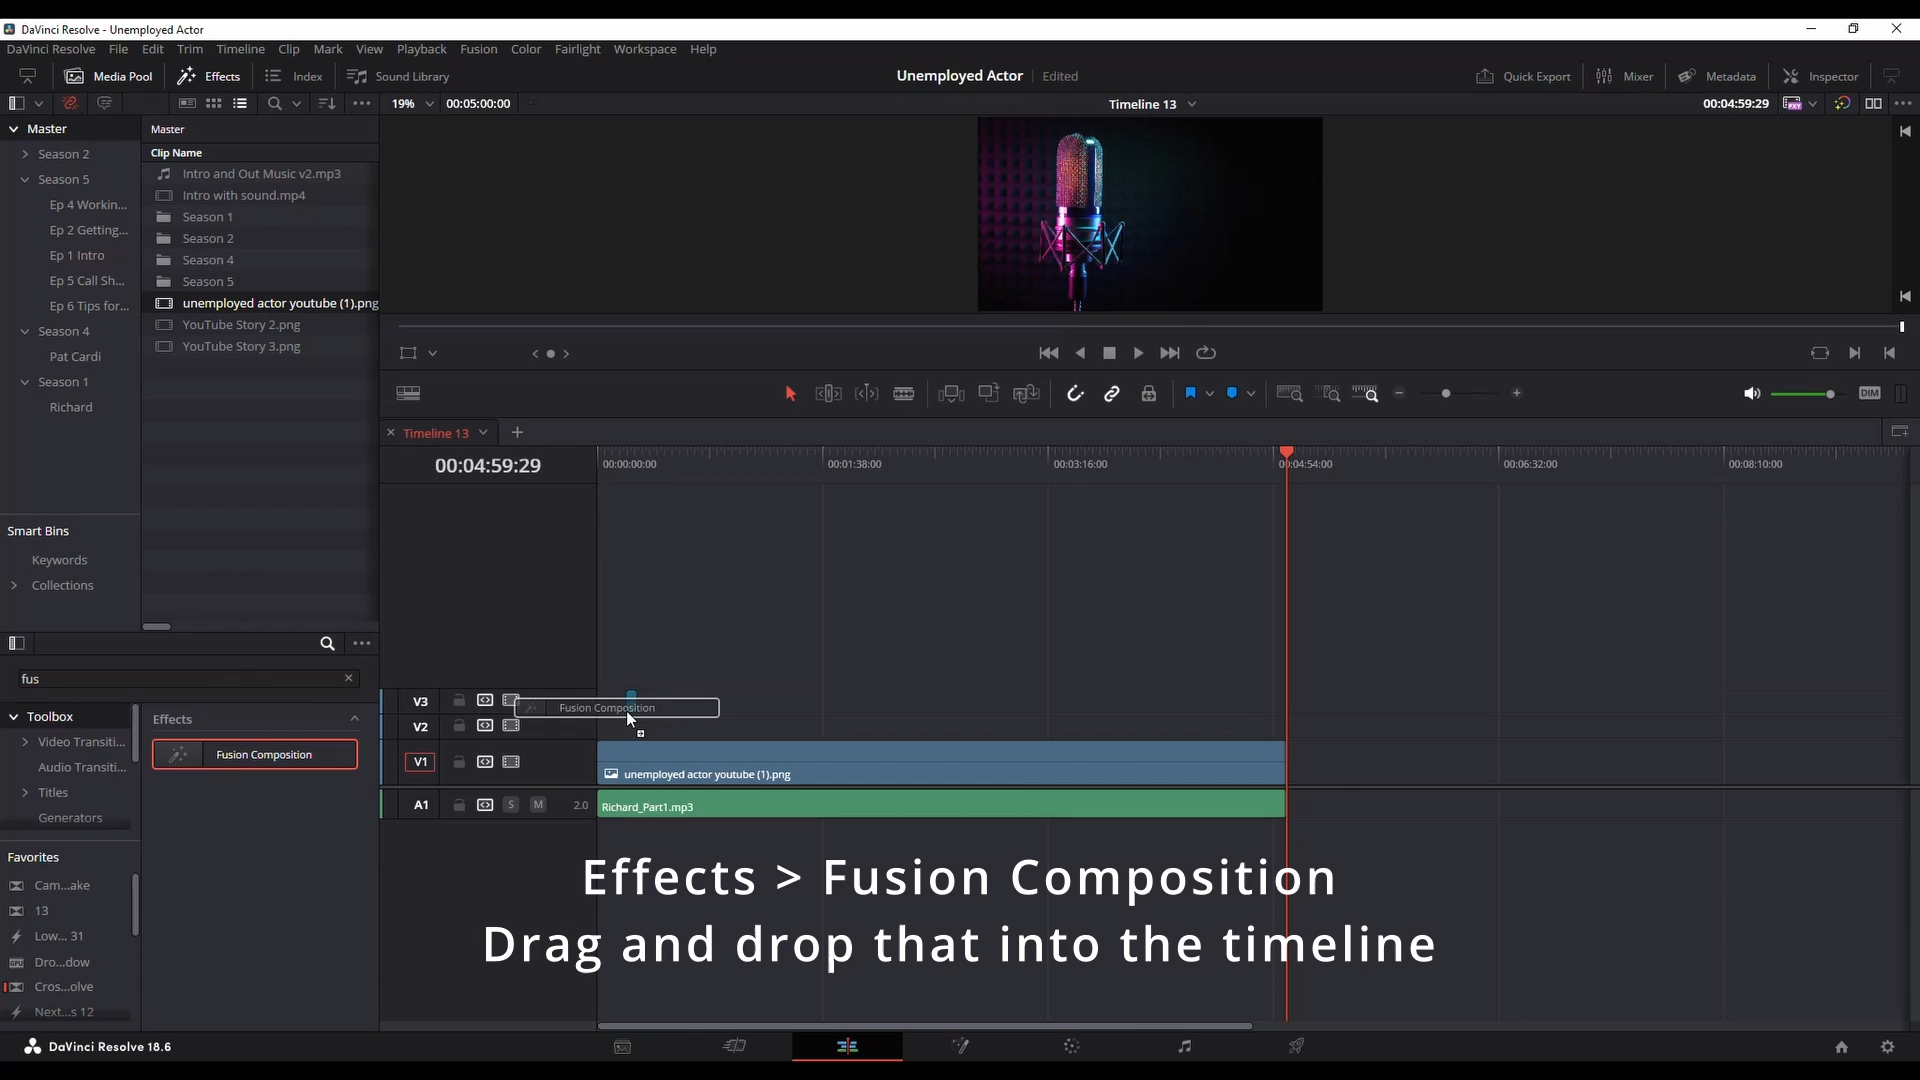 DaVinci Resolve - Unemployed Actor
DaVinci Resolve File Edit Trim Timeline Clip Mark View Playback Fusion Color Fairlight Workspace Help
Media Pool Effects Index Sound Library Unemployed Actor Edited Quick Export Mixer Metadata Inspector
19% 00:05:00:00 Timeline 13 00:04:59:29
Master
Season 2
Season 5
Ep 4 Workin...
Ep 2 Getting...
Ep 1 Intro
Ep 5 Call Sh...
Ep 6 Tips for...
Season 4
Pat Cardi
Season 1
Richard
Smart Bins
Keywords
Collections
Master
Clip Name
Intro and Out Music v2.mp3
Intro with sound.mp4
Season 1
Season 2
Season 4
Season 5
unemployed actor youtube (1).png
YouTube Story 2.png
YouTube Story 3.png
DIM
Timeline 13
00:04:59:29 00:00:00:00 00:01:38:00 00:03:16:00 00:04:54:00 00:06:32:00 00:08:10:00
V3
Fusion Composition
V2
V1
unemployed actor youtube (1).png
A1 S M 2.0 Richard_Part1.mp3
fus
Toolbox
Video Transiti...
Audio Transiti...
Titles
Generators
Effects
Fusion Composition
Favorites
Cam...ake
13
Low... 31
Dro...dow
Cros...olve
Next...s 12
Effects > Fusion Composition
Drag and drop that into the timeline
DaVinci Resolve 18.6